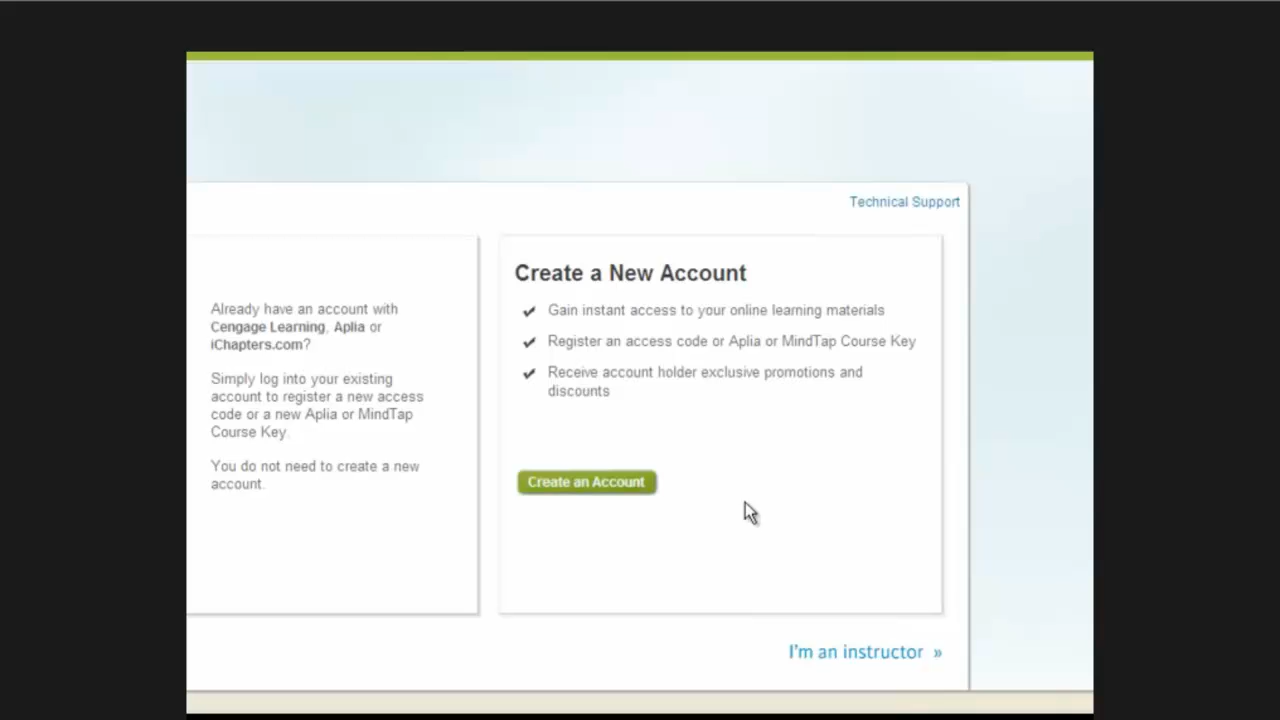 Technical Support
Already have an account with
Cengage Learning, Aplia or
iChapters.com?
Simply log into your existing
account to register a new access
code or a new Aplia or MindTap
Course Key.
You do not need to create a new
account.
Create a New Account
Gain instant access to your online learning materials
Register an access code or Aplia or MindTap Course Key
Receive account holder exclusive promotions and
discounts
Create an Account
I'm an instructor »